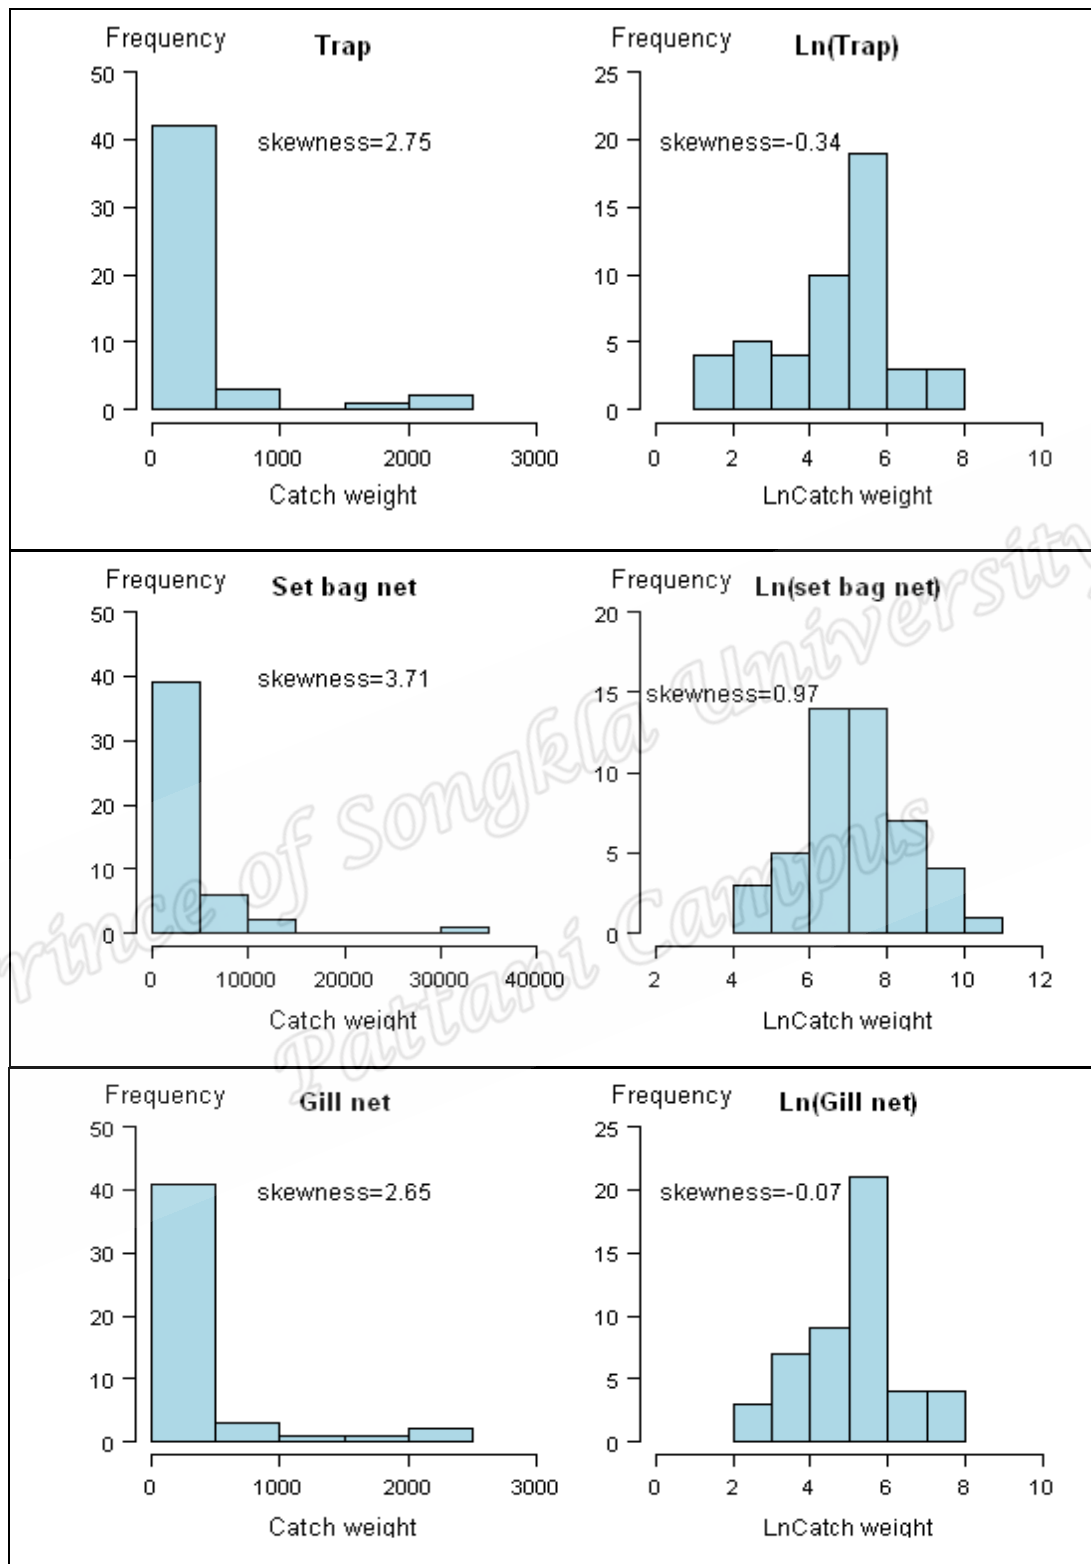 Frequency Trap
50
40
30
20
10
0
skewness=2.75
0 1000 2000 3000
Catch weight
Frequency Ln(Trap)
25
20
15
10
5
0
skewness=-0.34
0 2 4 6 8 10
LnCatch weight
Frequency Set bag net
50
40
30
20
10
0
skewness=3.71
0 10000 20000 30000 40000
Catch weight
Frequency Ln(set bag net)
20
15
10
5
0
skewness=0.97
2 4 6 8 10 12
LnCatch weight
Frequency Gill net
50
40
30
20
10
0
skewness=2.65
0 1000 2000 3000
Catch weight
Frequency Ln(Gill net)
25
20
15
10
5
0
skewness=-0.07
0 2 4 6 8 10
LnCatch weight
rince of Songkla University
Pattani Campus